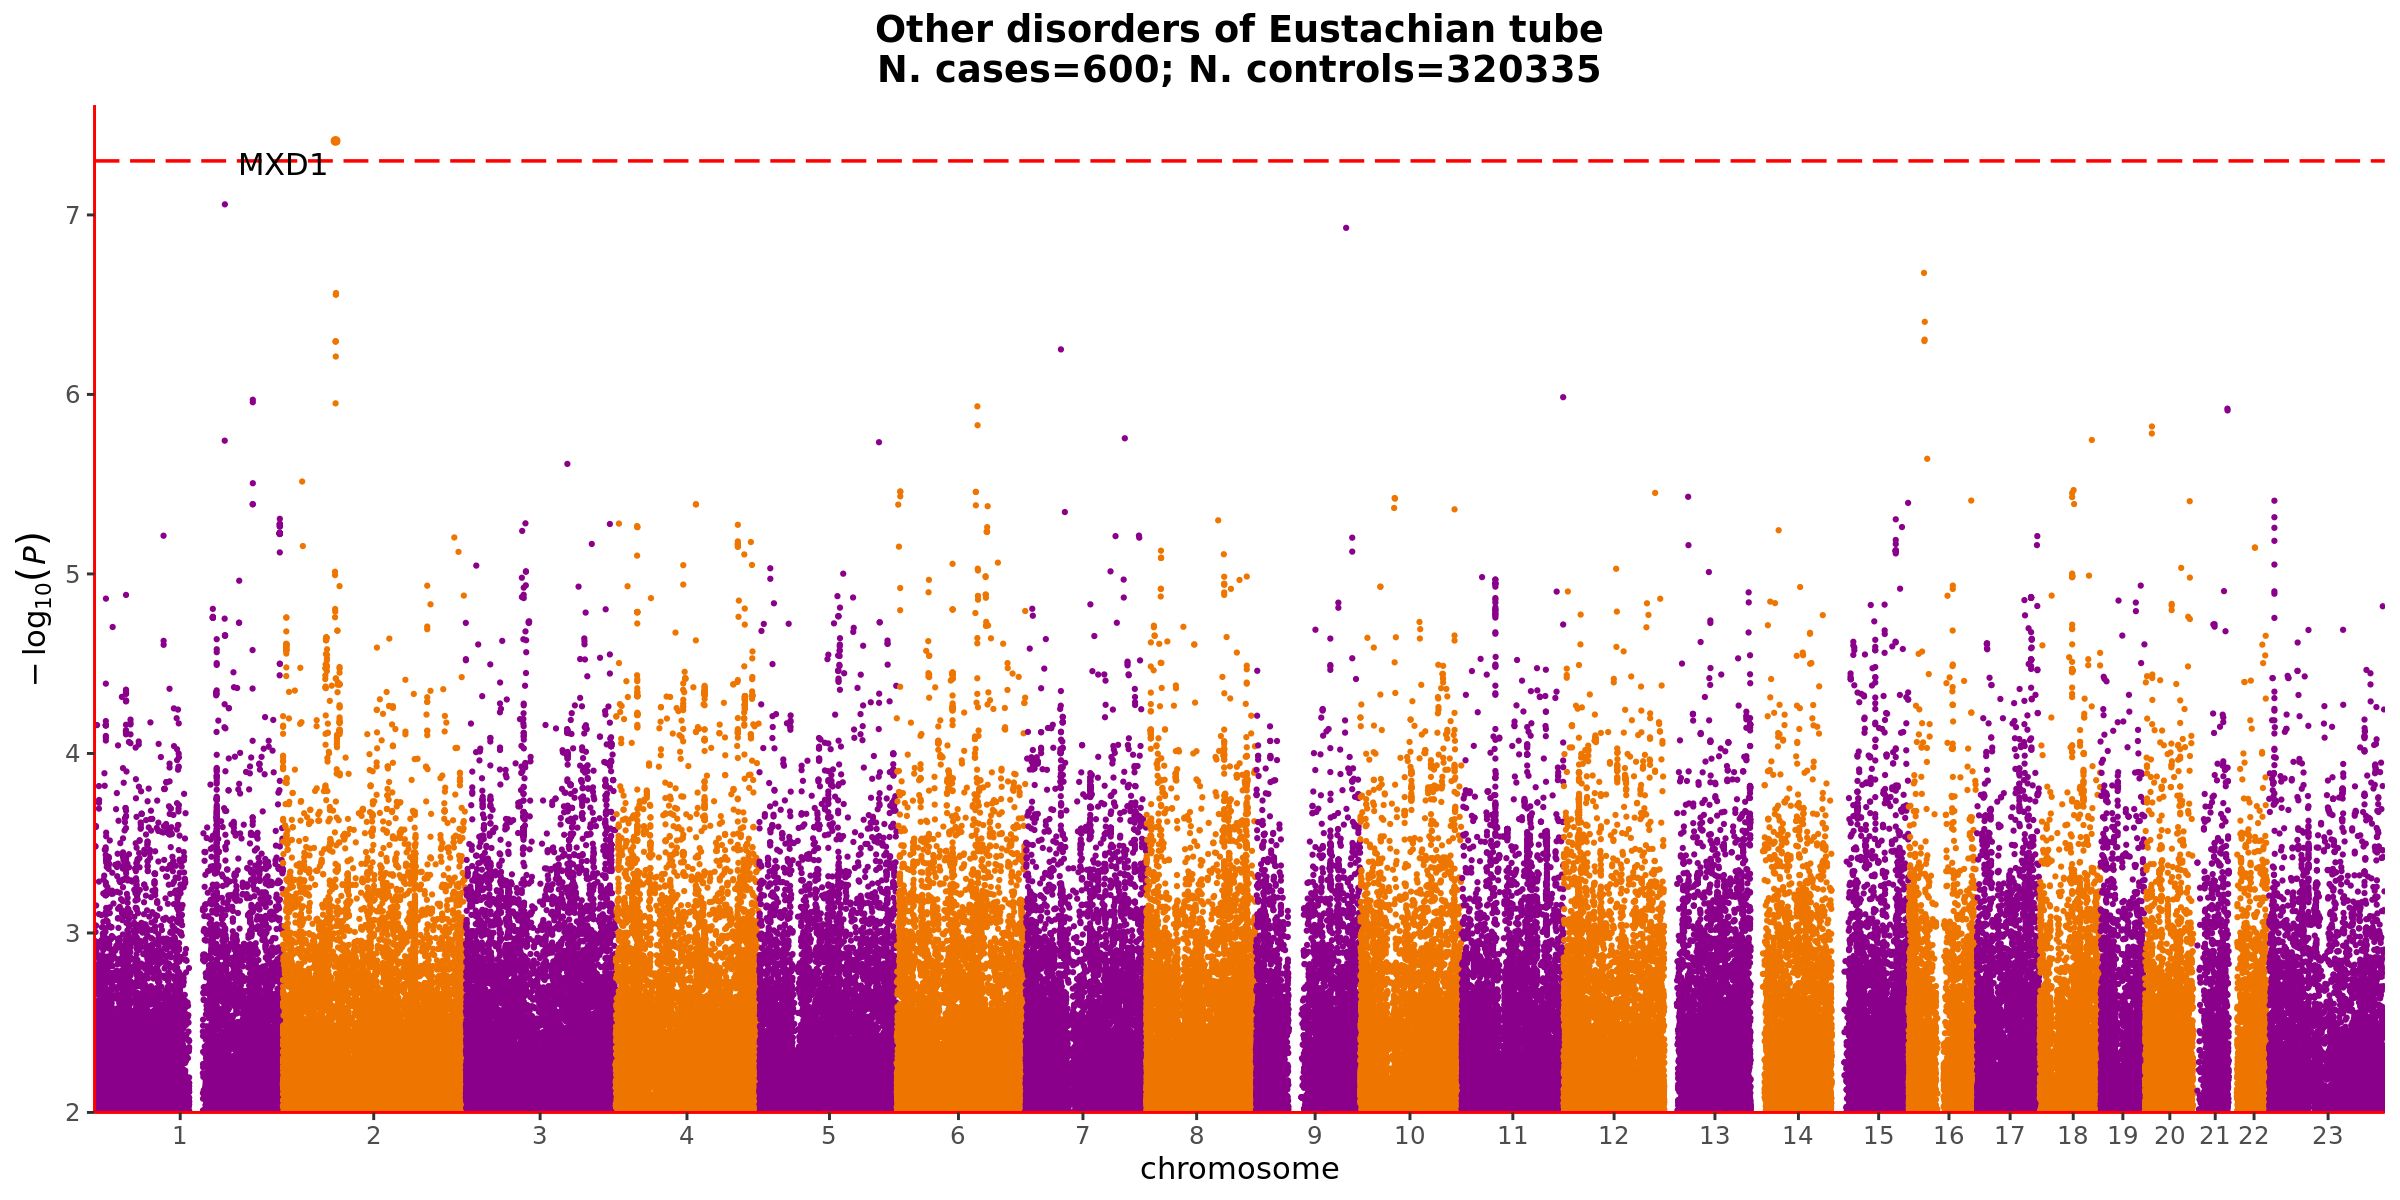 Other disorders of Eustachian tube
N. cases=600; N. controls=320335
MXD1
7
6
5
4
3
2
−log10(P)
1 2 3 4 5 6 7 8 9 10 11 12 13 14 15 16 17 18 19 20 21 22 23
chromosome